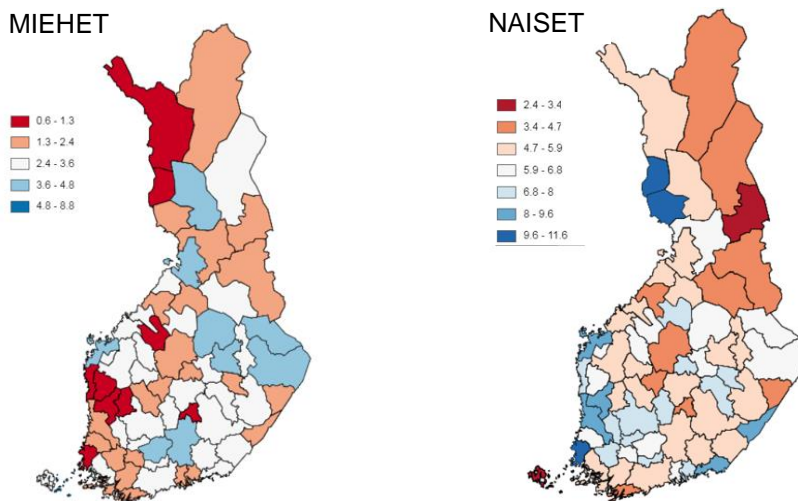 MIEHET
0.6 - 1.3
1.3 - 2.4
2.4 - 3.6
3.6 - 4.8
4.8 - 8.8
NAISET
2.4 - 3.4
3.4 - 4.7
4.7 - 5.9
5.9 - 6.8
6.8 - 8
8 - 9.6
9.6 - 11.6